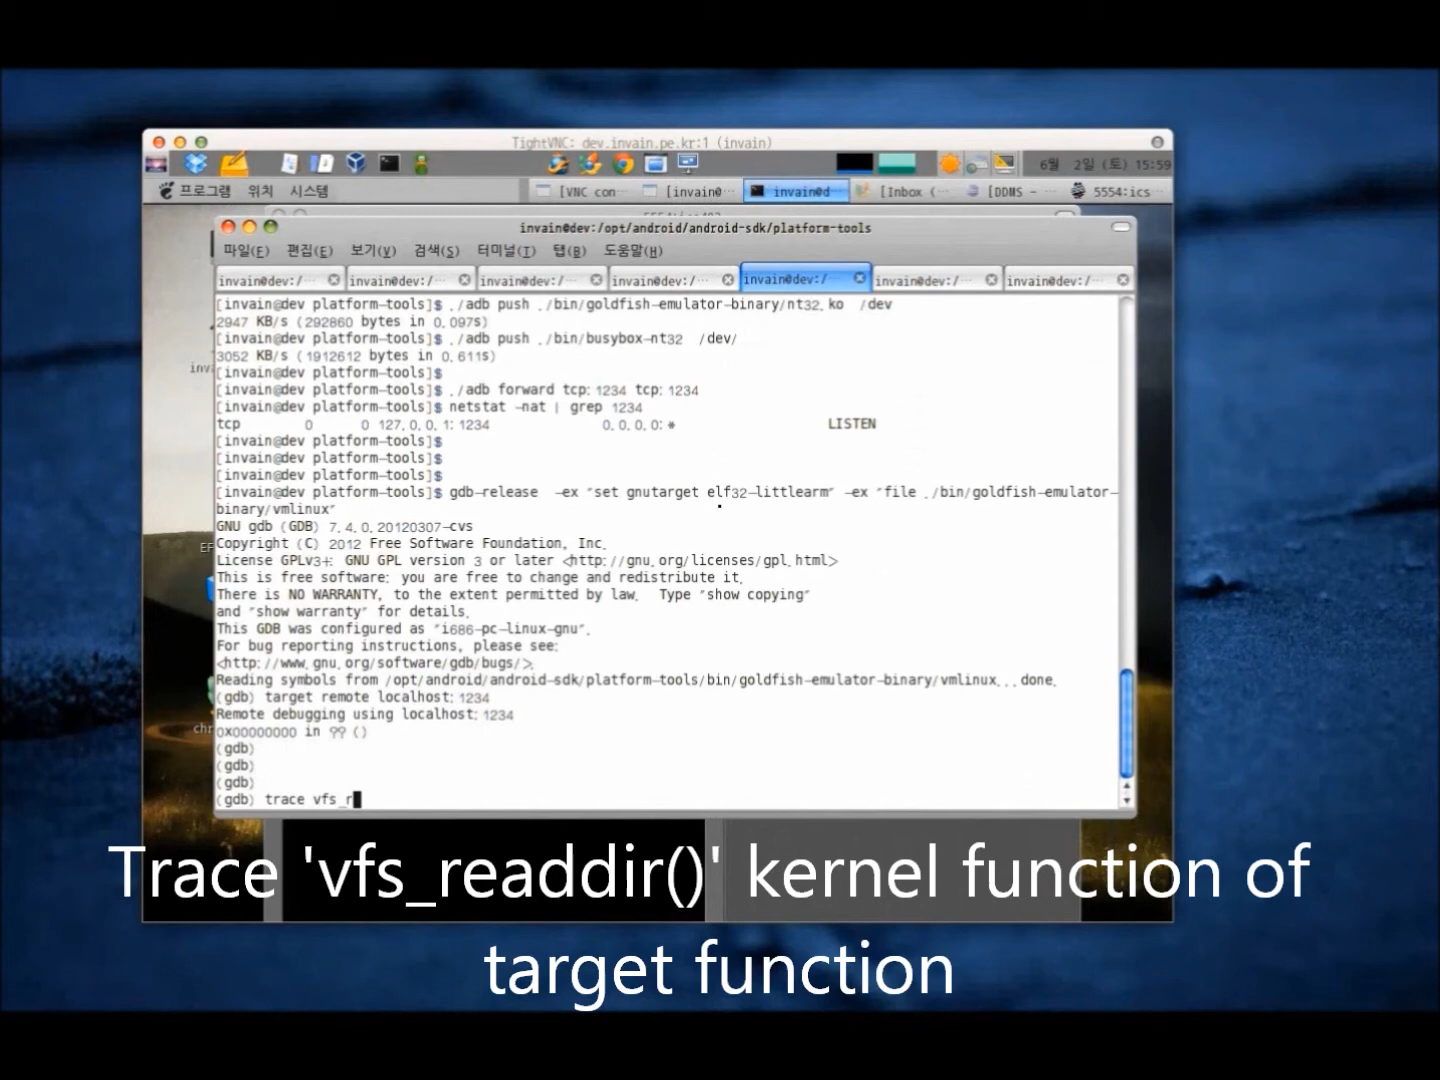 TightVNC: dev.invain.pe.kr:1 (invain)
6월 2일 (토) 15:59
프로그램 위치 시스템
[VNC con··· [invain@ ··· invain@d··· [Inbox (··· [DDMS - ··· 5554:ics
invain@dev:/opt/android/android-sdk/platform-tools
파일(F) 편집(E) 보기(V) 검색(S) 터미널(T) 탭(B) 도움말(H)
invain@dev:/··· invain@dev:/··· invain@dev:/··· invain@dev:/··· invain@dev:/··· invain@dev:/··· invain@dev:/···
[invain@dev platform-tools]$ ./adb push ./bin/goldfish-emulator-binary/nt32.ko /dev
2947 KB/s (292860 bytes in 0.097s)
[invain@dev platform-tools]$ ./adb push ./bin/busybox-nt32 /dev/
3052 KB/s (1912612 bytes in 0.611s)
[invain@dev platform-tools]$
[invain@dev platform-tools]$ ./adb forward tcp:1234 tcp:1234
[invain@dev platform-tools]$ netstat -nat | grep 1234
tcp 0 0 127.0.0.1:1234 0.0.0.0:* LISTEN
[invain@dev platform-tools]$
[invain@dev platform-tools]$
[invain@dev platform-tools]$
[invain@dev platform-tools]$ gdb-release -ex "set gnutarget elf32-littlearm" -ex "file ./bin/goldfish-emulator-
binary/vmlinux"
GNU gdb (GDB) 7.4.0.20120307-cvs
Copyright (C) 2012 Free Software Foundation, Inc.
License GPLv3+: GNU GPL version 3 or later <http://gnu.org/licenses/gpl.html>
This is free software: you are free to change and redistribute it.
There is NO WARRANTY, to the extent permitted by law. Type "show copying"
and "show warranty" for details.
This GDB was configured as "i686-pc-linux-gnu".
For bug reporting instructions, please see:
<http://www.gnu.org/software/gdb/bugs/>.
Reading symbols from /opt/android/android-sdk/platform-tools/bin/goldfish-emulator-binary/vmlinux...done.
(gdb) target remote localhost:1234
Remote debugging using localhost:1234
0x00000000 in ?? ()
(gdb)
(gdb)
(gdb)
(gdb) trace vfs_r
Trace 'vfs_readdir()' kernel function of
target function